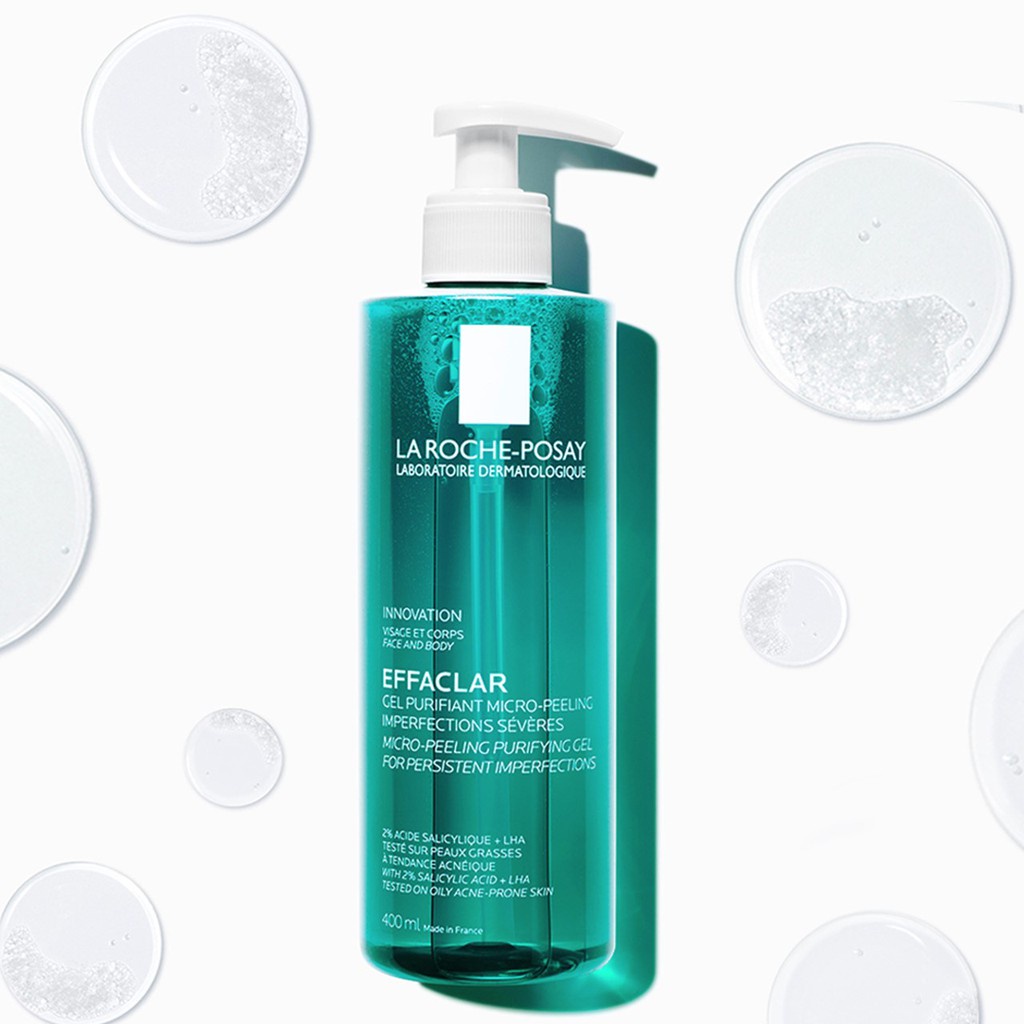 LA ROCHE-POSAY
LABORATOIRE DERMATOLOGIQUE
INNOVATION
VISAGE ET CORPS
FACE AND BODY
EFFACLAR
GEL PURIFIANT MICRO-PEELING
IMPERFECTIONS SÉVÈRES
MICRO-PEELING PURIFYING GEL
FOR PERSISTENT IMPERFECTIONS
2% ACIDE SALICYLIQUE + LHA
TESTÉ SUR PEAUX GRASSES
À TENDANCE ACNÉIQUE
WITH 2% SALICYLIC ACID + LHA
TESTED ON OILY ACNE-PRONE SKIN
400 ml Made in France